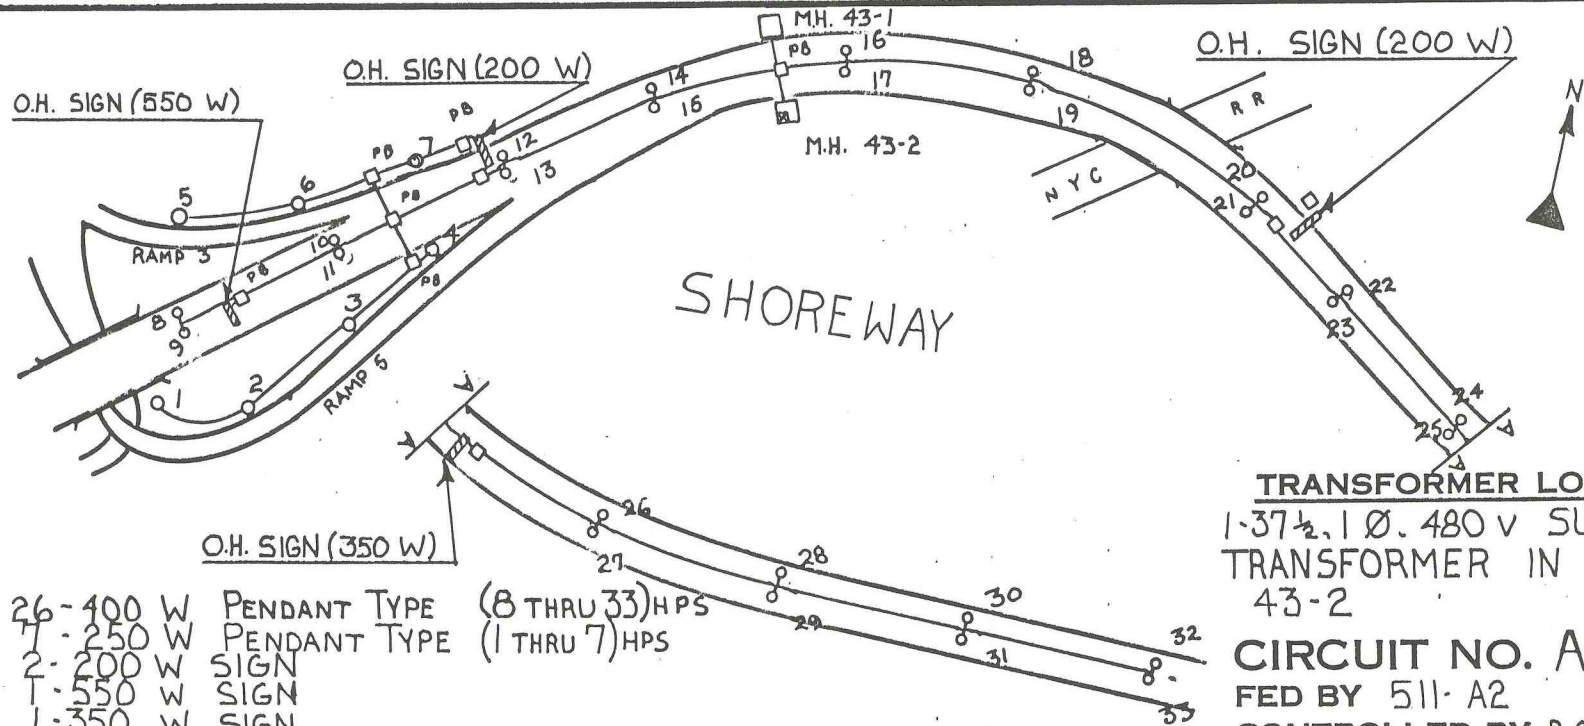 M.H. 43-1
O.H. SIGN (200 W)
O.H. SIGN (200 W)
O.H. SIGN (550 W)
PB
16
17
18
19
14
15
R R
N
PB
PB
7
12
13
M.H. 43-2
N Y C
5
6
PB
20
21
RAMP 3
10
11
4
PB
PB
8
9
3
SHOREWAY
22
23
1
2
RAMP 5
24
25
A
A
A
A
TRANSFORMER LO
1-37½. 1 Ø. 480 V SU
TRANSFORMER IN
43-2
O.H. SIGN (350 W)
26
27
28
29
30
31
32
33
26-400 W PENDANT TYPE (8 THRU 33) HPS
7-250 W PENDANT TYPE (1 THRU 7) HPS
2-200 W SIGN
1-550 W SIGN
1-350 W SIGN
CIRCUIT NO. A
FED BY 511-A2
CONTROLLED BY